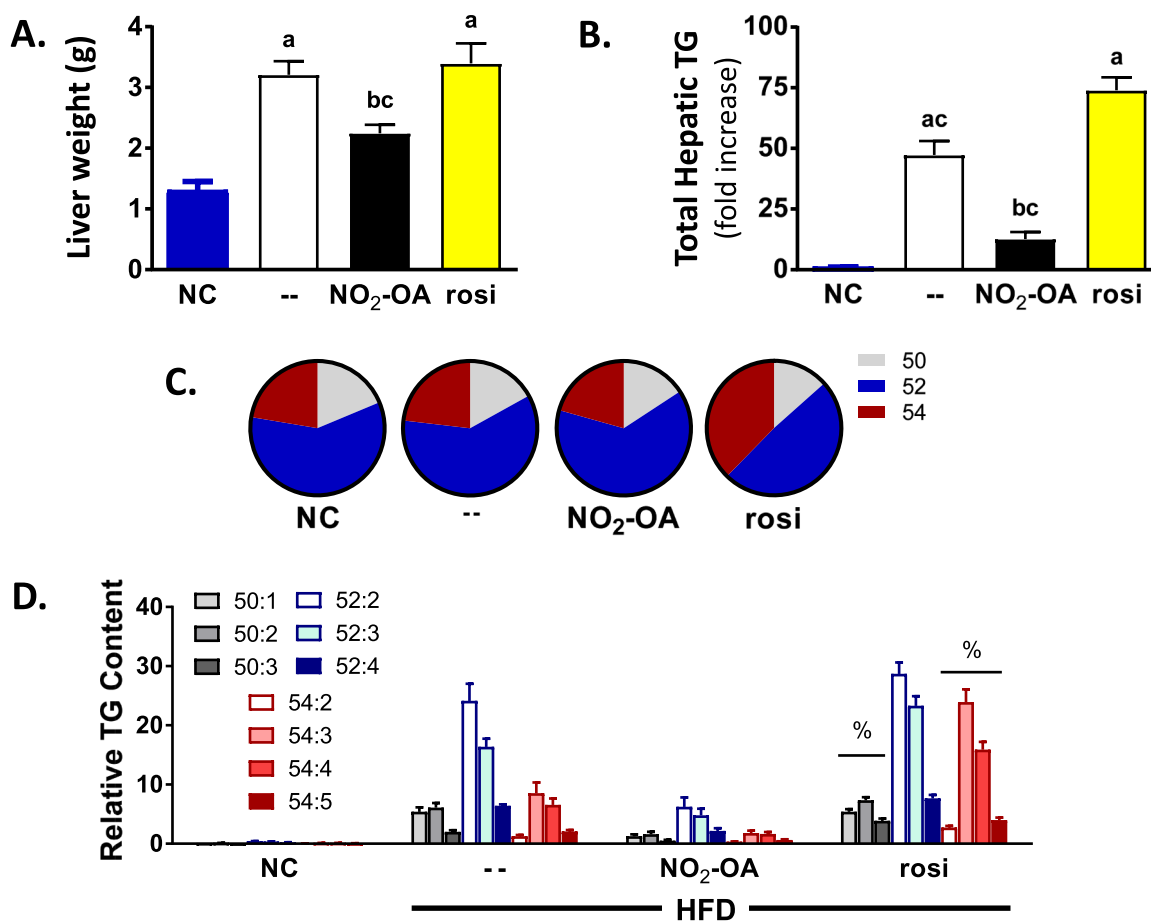 A.
Liver weight (g)
4
3
2
1
0
a
bc
a
NC
--
NO₂-OA
rosi
B.
Total Hepatic TG
(fold increase)
100
75
50
25
0
ac
bc
a
NC
--
NO₂-OA
rosi
C.
NC
--
NO₂-OA
rosi
50
52
54
D.
Relative TG Content
40
30
20
10
0
50:1
50:2
50:3
52:2
52:3
52:4
54:2
54:3
54:4
54:5
%
%
NC
--
NO₂-OA
rosi
HFD